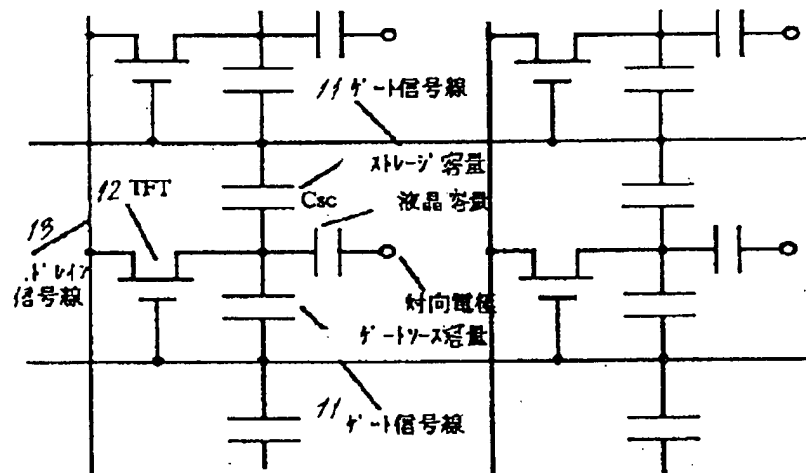 11 ゲート信号線
ストレージ容量
Csc
液晶容量
12 TFT
13
ドレイン
信号線
対向電極
ゲートソース容量
11
ゲート信号線